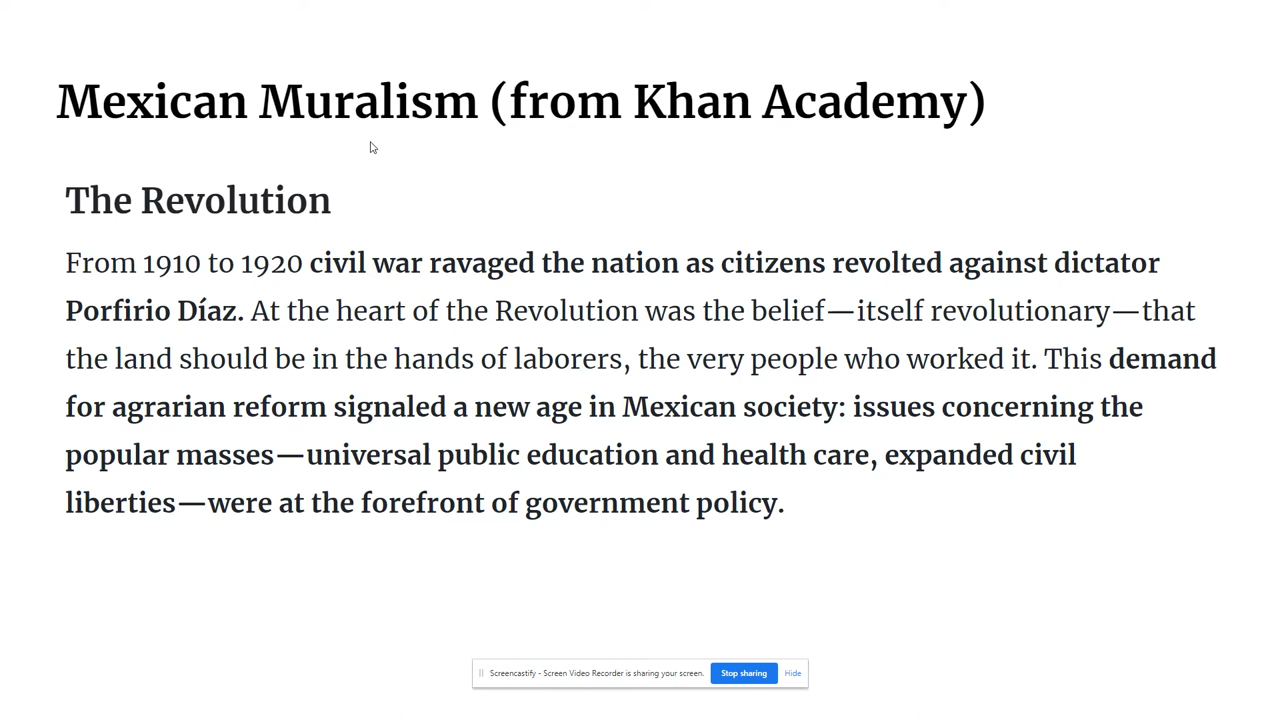 Mexican Muralism (from Khan Academy)
The Revolution
From 1910 to 1920 civil war ravaged the nation as citizens revolted against dictator
Porfirio Díaz. At the heart of the Revolution was the belief—itself revolutionary—that
the land should be in the hands of laborers, the very people who worked it. This demand
for agrarian reform signaled a new age in Mexican society: issues concerning the
popular masses—universal public education and health care, expanded civil
liberties—were at the forefront of government policy.
Screencastify - Screen Video Recorder is sharing your screen. Stop sharing Hide